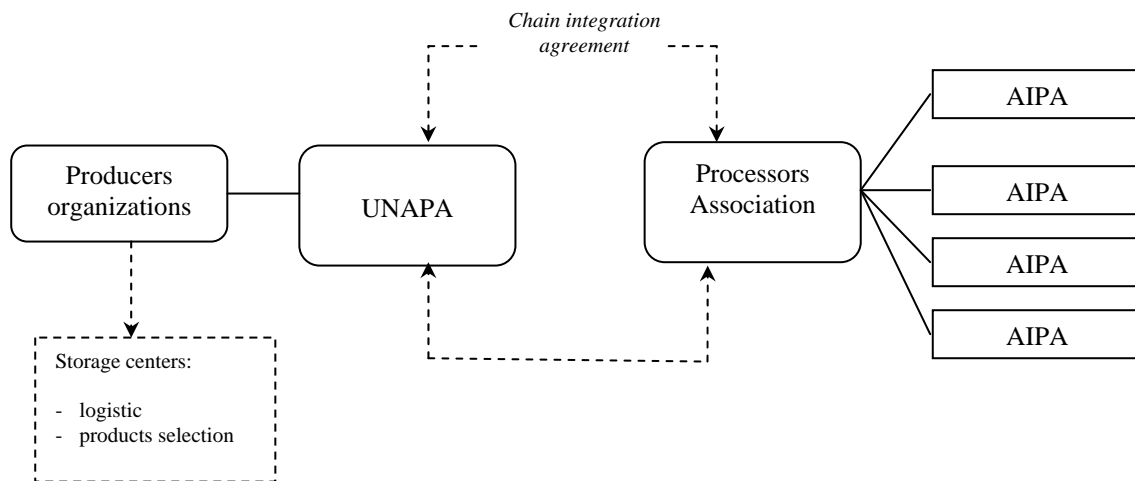 Chain integration
agreement
AIPA
Producers
organizations
UNAPA
Processors
Association
AIPA
AIPA
AIPA
Storage centers:
- logistic
- products selection